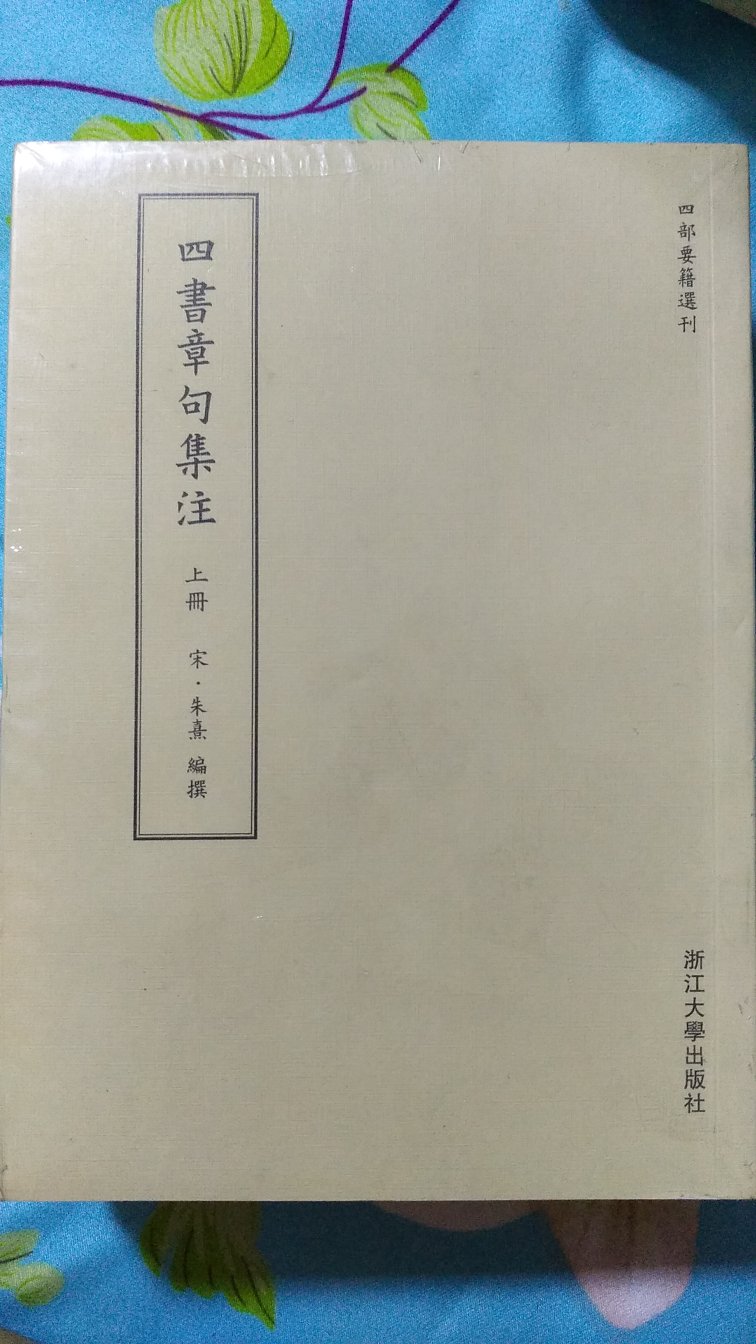 四部要籍選刊
四書章句集注 上冊 宋·朱熹 編撰
浙江大學出版社